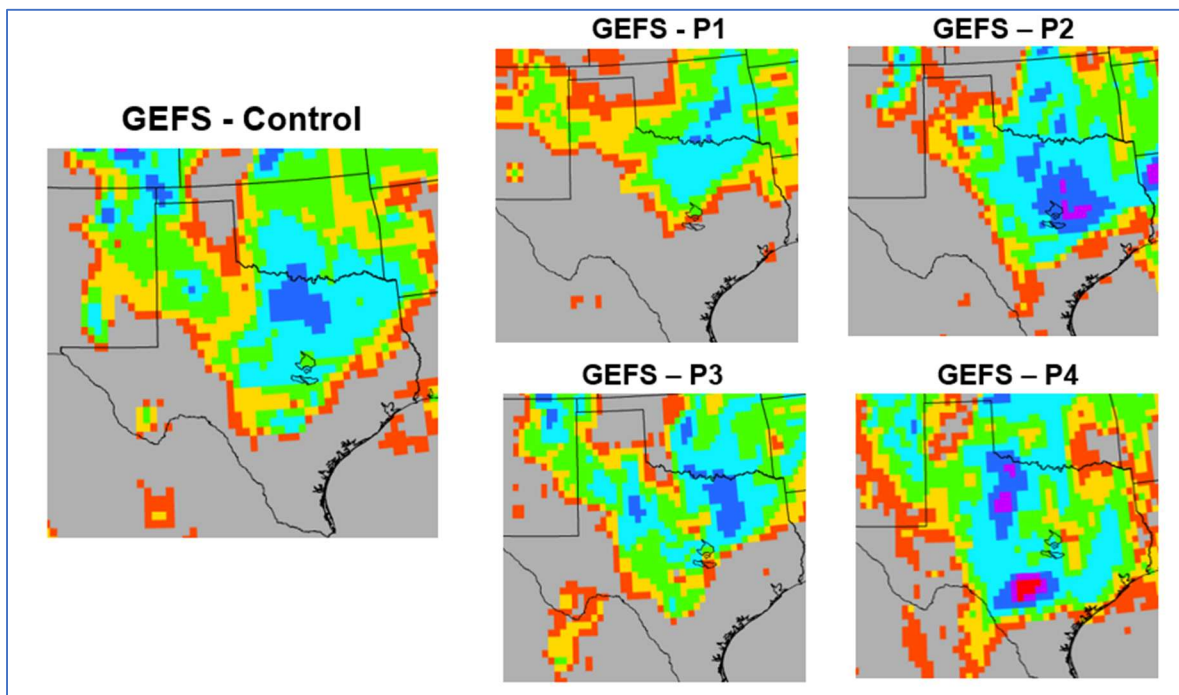 GEFS - Control
GEFS - P1
GEFS – P2
GEFS – P3
GEFS – P4